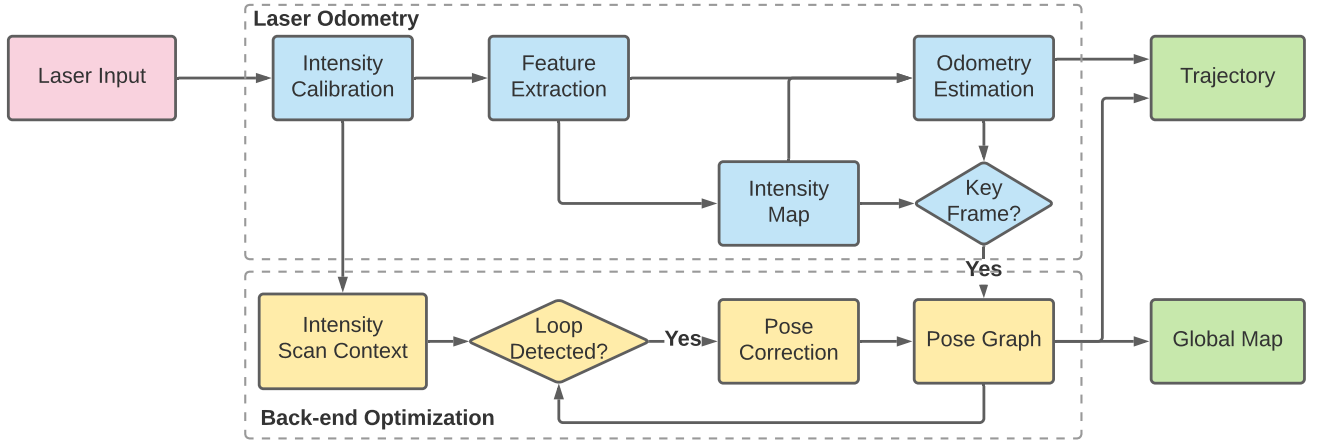 Laser Odometry
Laser Input
Intensity
Calibration
Feature
Extraction
Odometry
Estimation
Trajectory
Intensity
Map
Key
Frame?
Yes
Intensity
Scan Context
Loop
Detected?
Yes
Pose
Correction
Pose Graph
Global Map
Back-end Optimization